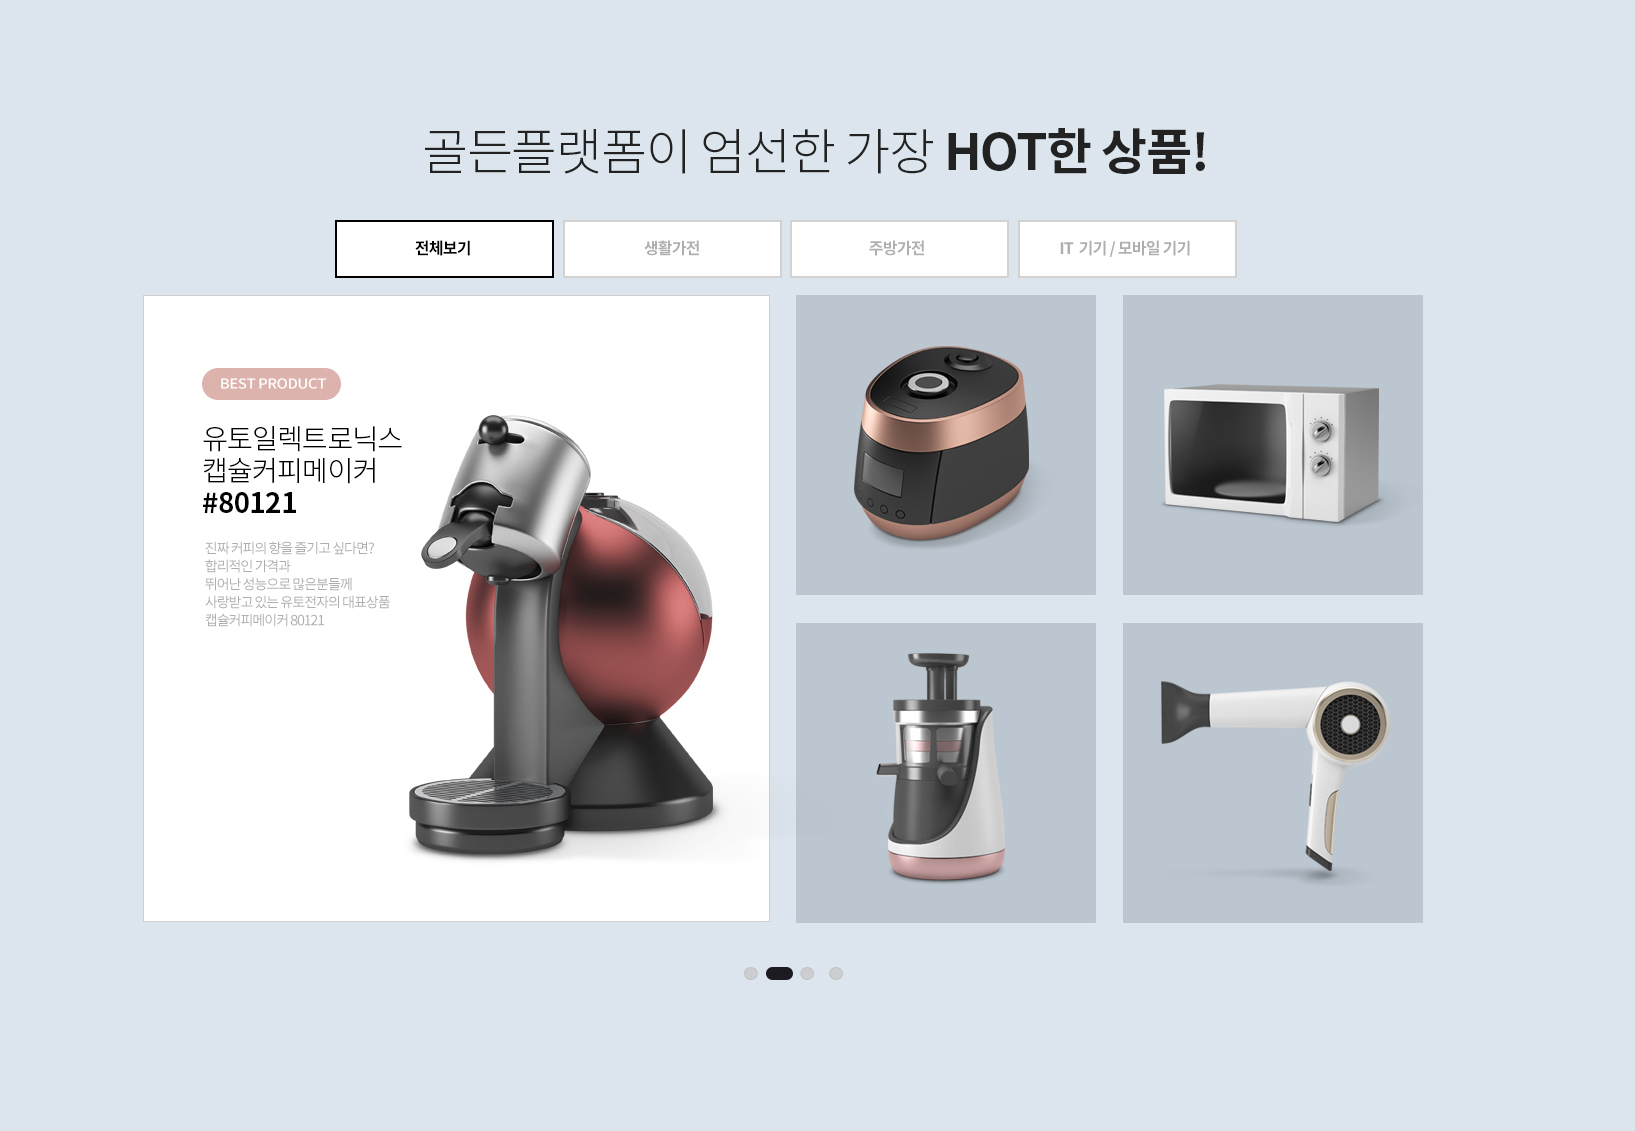 골든플랫폼이 엄선한 가장 HOT한 상품!
전체보기
생활가전
주방가전
IT 기기 / 모바일 기기
BEST PRODUCT
유토일렉트로닉스
캡슐커피메이커
#80121
진짜 커피의 향을 즐기고 싶다면?
합리적인 가격과
뛰어난 성능으로 많은분들께
사랑받고 있는 유토전자의 대표상품
캡슐커피메이커 80121